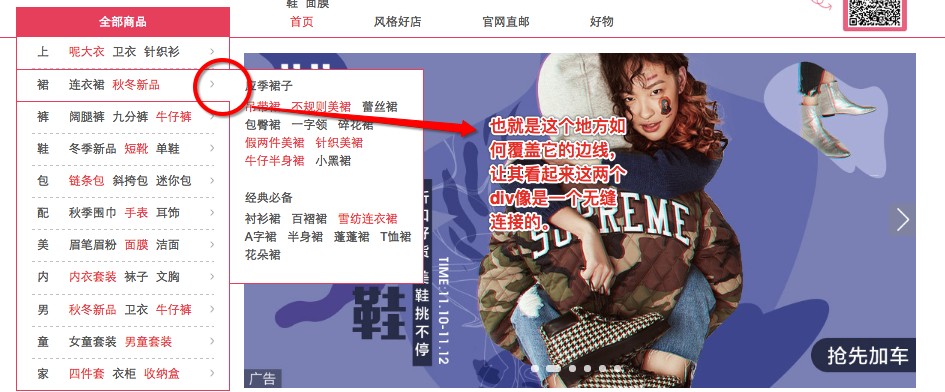 鞋 面膜
全部商品
首页 风格好店 官网直邮 好物
上 呢大衣 卫衣 针织衫
裙 连衣裙 秋冬新品
裤 阔腿裤 九分裤 牛仔裤
鞋 冬季新品 短靴 单鞋
包 链条包 斜挎包 迷你包
配 秋季围巾 手表 耳饰
美 眉笔眉粉 面膜 洁面
内 内衣套装 袜子 文胸
男 秋冬新品 卫衣 牛仔裤
童 女童套装 男童套装
家 四件套 衣柜 收纳盒
应季裙子
吊带裙 不规则美裙 蕾丝裙
包臀裙 一字领 碎花裙
假两件美裙 针织美裙
牛仔半身裙 小黑裙
经典必备
衬衫裙 百褶裙 雪纺连衣裙
A字裙 半身裙 蓬蓬裙 T恤裙
花朵裙
也就是这个地方如
何覆盖它的边线，
让其看起来这两个
div像是一个无缝
连接的。
SUPREME
折扣好货
美鞋挑不停
TIME:11.10-11.12
鞋
抢先加车
广告